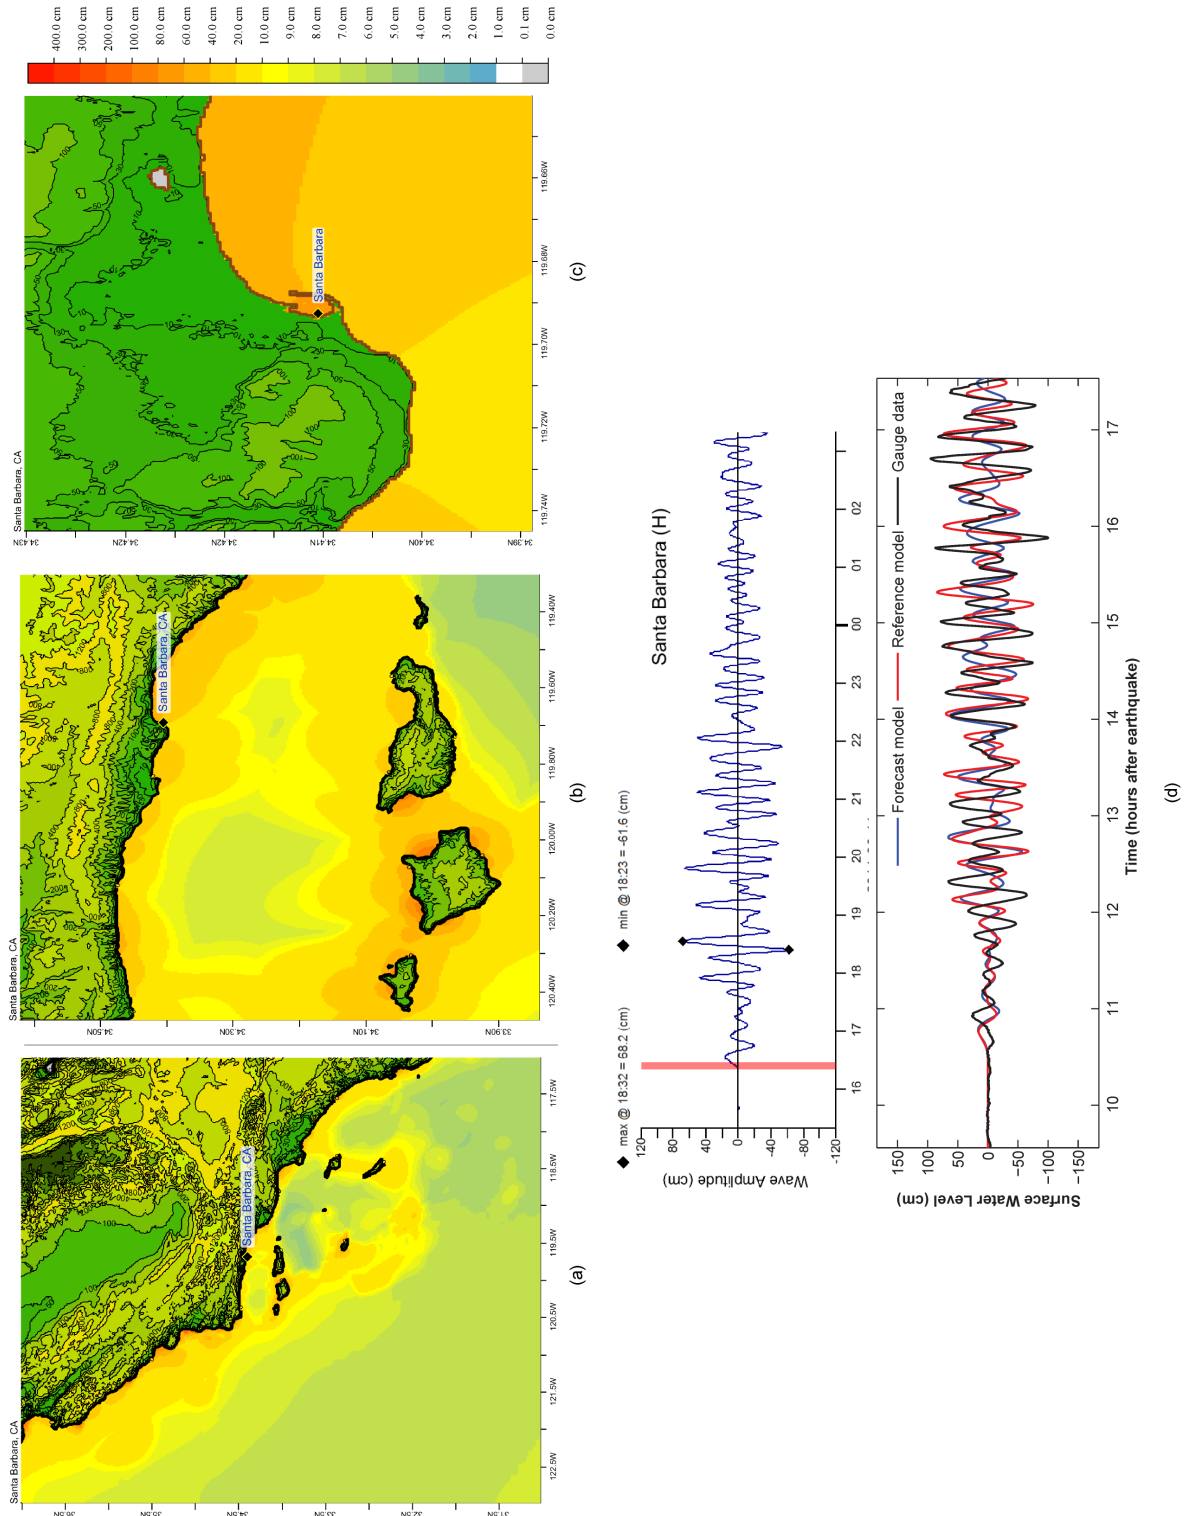 Santa Barbara, CA
36.5N
35.5N
34.5N
33.5N
32.5N
31.5N
122.5W
121.5W
120.5W
119.5W
118.5W
117.5W
Santa Barbara, CA
(a)
Santa Barbara, CA
34.50N
34.30N
34.10N
33.90N
120.40W
120.20W
120.00W
119.80W
119.60W
119.40W
Santa Barbara, CA
(b)
Santa Barbara, CA
34.43N
34.42N
34.42N
34.41N
34.40N
34.39N
119.74W
119.72W
119.70W
119.68W
119.66W
Santa Barbara
(c)
400.0 cm
300.0 cm
200.0 cm
100.0 cm
80.0 cm
60.0 cm
40.0 cm
20.0 cm
10.0 cm
9.0 cm
8.0 cm
7.0 cm
6.0 cm
5.0 cm
4.0 cm
3.0 cm
2.0 cm
1.0 cm
0.1 cm
0.0 cm
max @ 18:32 = 68.2 (cm) min @ 18:23 = -61.6 (cm)
Santa Barbara (H)
Wave Amplitude (cm)
120
80
40
0
-40
-80
-120
16 17 18 19 20 21 22 23 00 01 02
Forecast model Reference model Gauge data
Surface Water Level (cm)
150
100
50
0
-50
-100
-150
10 11 12 13 14 15 16 17
Time (hours after earthquake)
(d)